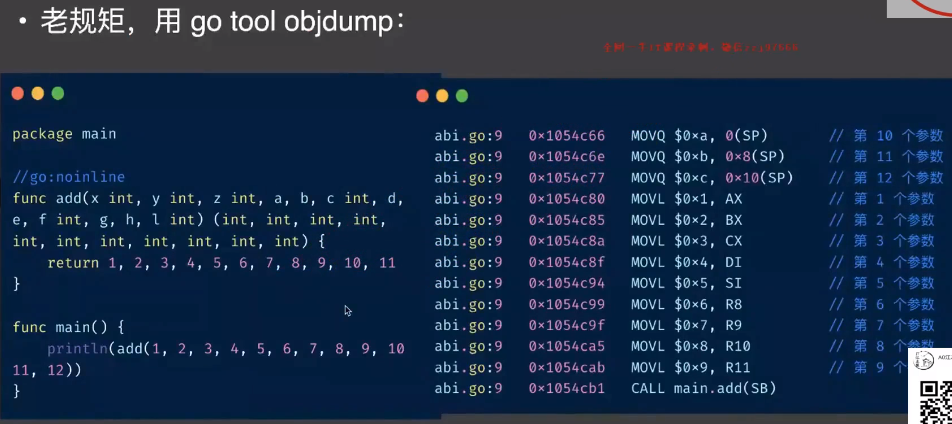 • 老规矩，用 go tool objdump：
package main
//go:noinline
func add(x int, y int, z int, a, b, c int, d,
e, f int, g, h, l int) (int, int, int, int,
int, int, int, int, int, int, int) {
return 1, 2, 3, 4, 5, 6, 7, 8, 9, 10, 11
}
func main() {
println(add(1, 2, 3, 4, 5, 6, 7, 8, 9, 10
11, 12))
}
abi.go:9 0×1054c66 MOVQ $0×a, 0(SP) // 第 10 个参数
abi.go:9 0×1054c6e MOVQ $0×b, 0×8(SP) // 第 11 个参数
abi.go:9 0×1054c77 MOVQ $0×c, 0×10(SP) // 第 12 个参数
abi.go:9 0×1054c80 MOVL $0×1, AX // 第 1 个参数
abi.go:9 0×1054c85 MOVL $0×2, BX // 第 2 个参数
abi.go:9 0×1054c8a MOVL $0×3, CX // 第 3 个参数
abi.go:9 0×1054c8f MOVL $0×4, DI // 第 4 个参数
abi.go:9 0×1054c94 MOVL $0×5, SI // 第 5 个参数
abi.go:9 0×1054c99 MOVL $0×6, R8 // 第 6 个参数
abi.go:9 0×1054c9f MOVL $0×7, R9 // 第 7 个参数
abi.go:9 0×1054ca5 MOVL $0×8, R10 // 第 8 个参数
abi.go:9 0×1054cab MOVL $0×9, R11 // 第 9 个
abi.go:9 0×1054cb1 CALL main.add(SB)